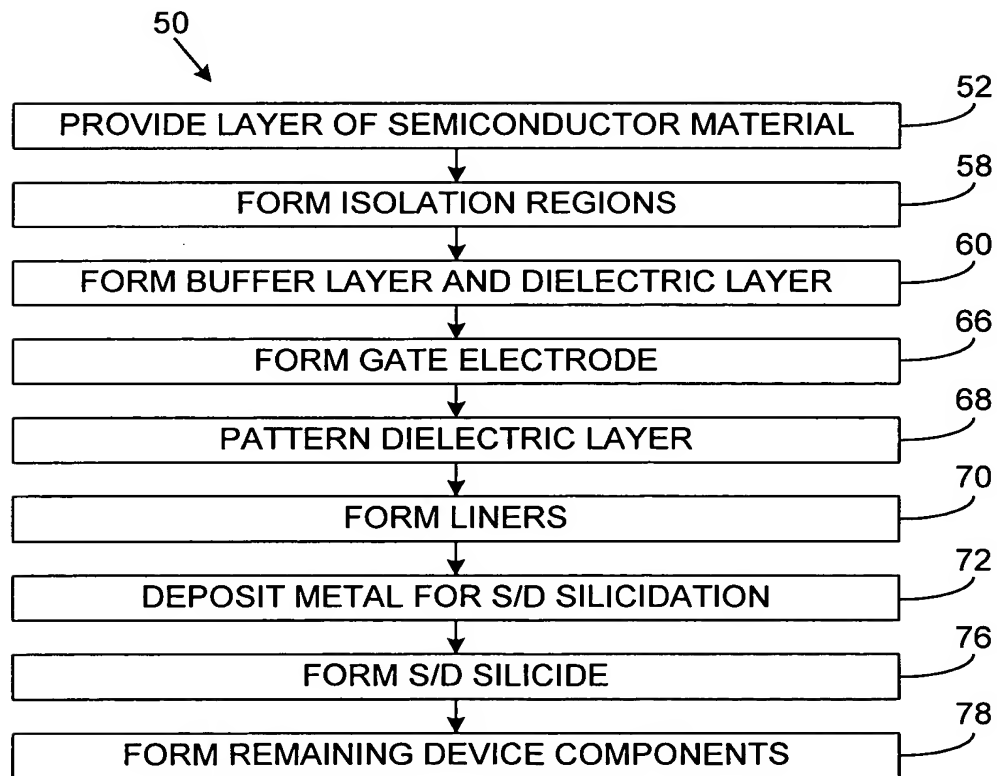 50
PROVIDE LAYER OF SEMICONDUCTOR MATERIAL 52
FORM ISOLATION REGIONS 58
FORM BUFFER LAYER AND DIELECTRIC LAYER 60
FORM GATE ELECTRODE 66
PATTERN DIELECTRIC LAYER 68
FORM LINERS 70
DEPOSIT METAL FOR S/D SILICIDATION 72
FORM S/D SILICIDE 76
FORM REMAINING DEVICE COMPONENTS 78